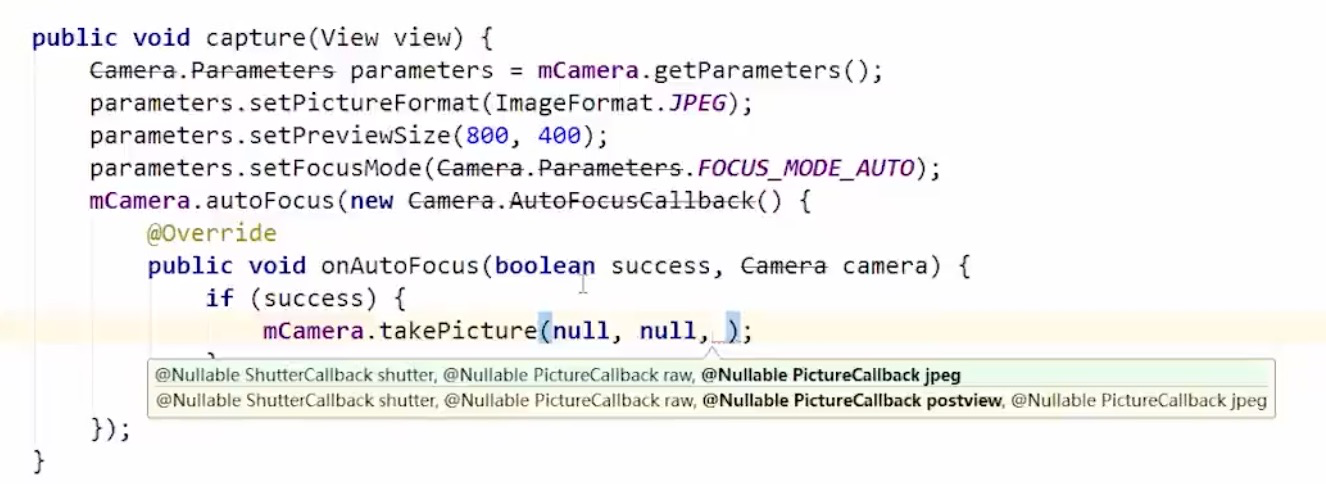 public void capture(View view) {
Camera.Parameters parameters = mCamera.getParameters();
parameters.setPictureFormat(ImageFormat.JPEG);
parameters.setPreviewSize(800, 400);
parameters.setFocusMode(Camera.Parameters.FOCUS_MODE_AUTO);
mCamera.autoFocus(new Camera.AutoFocusCallback() {
@Override
public void onAutoFocus(boolean success, Camera camera) {
if (success) {
mCamera.takePicture(null, null, );
@Nullable ShutterCallback shutter, @Nullable PictureCallback raw, @Nullable PictureCallback jpeg
@Nullable ShutterCallback shutter, @Nullable PictureCallback raw, @Nullable PictureCallback postview, @Nullable PictureCallback jpeg
});
}